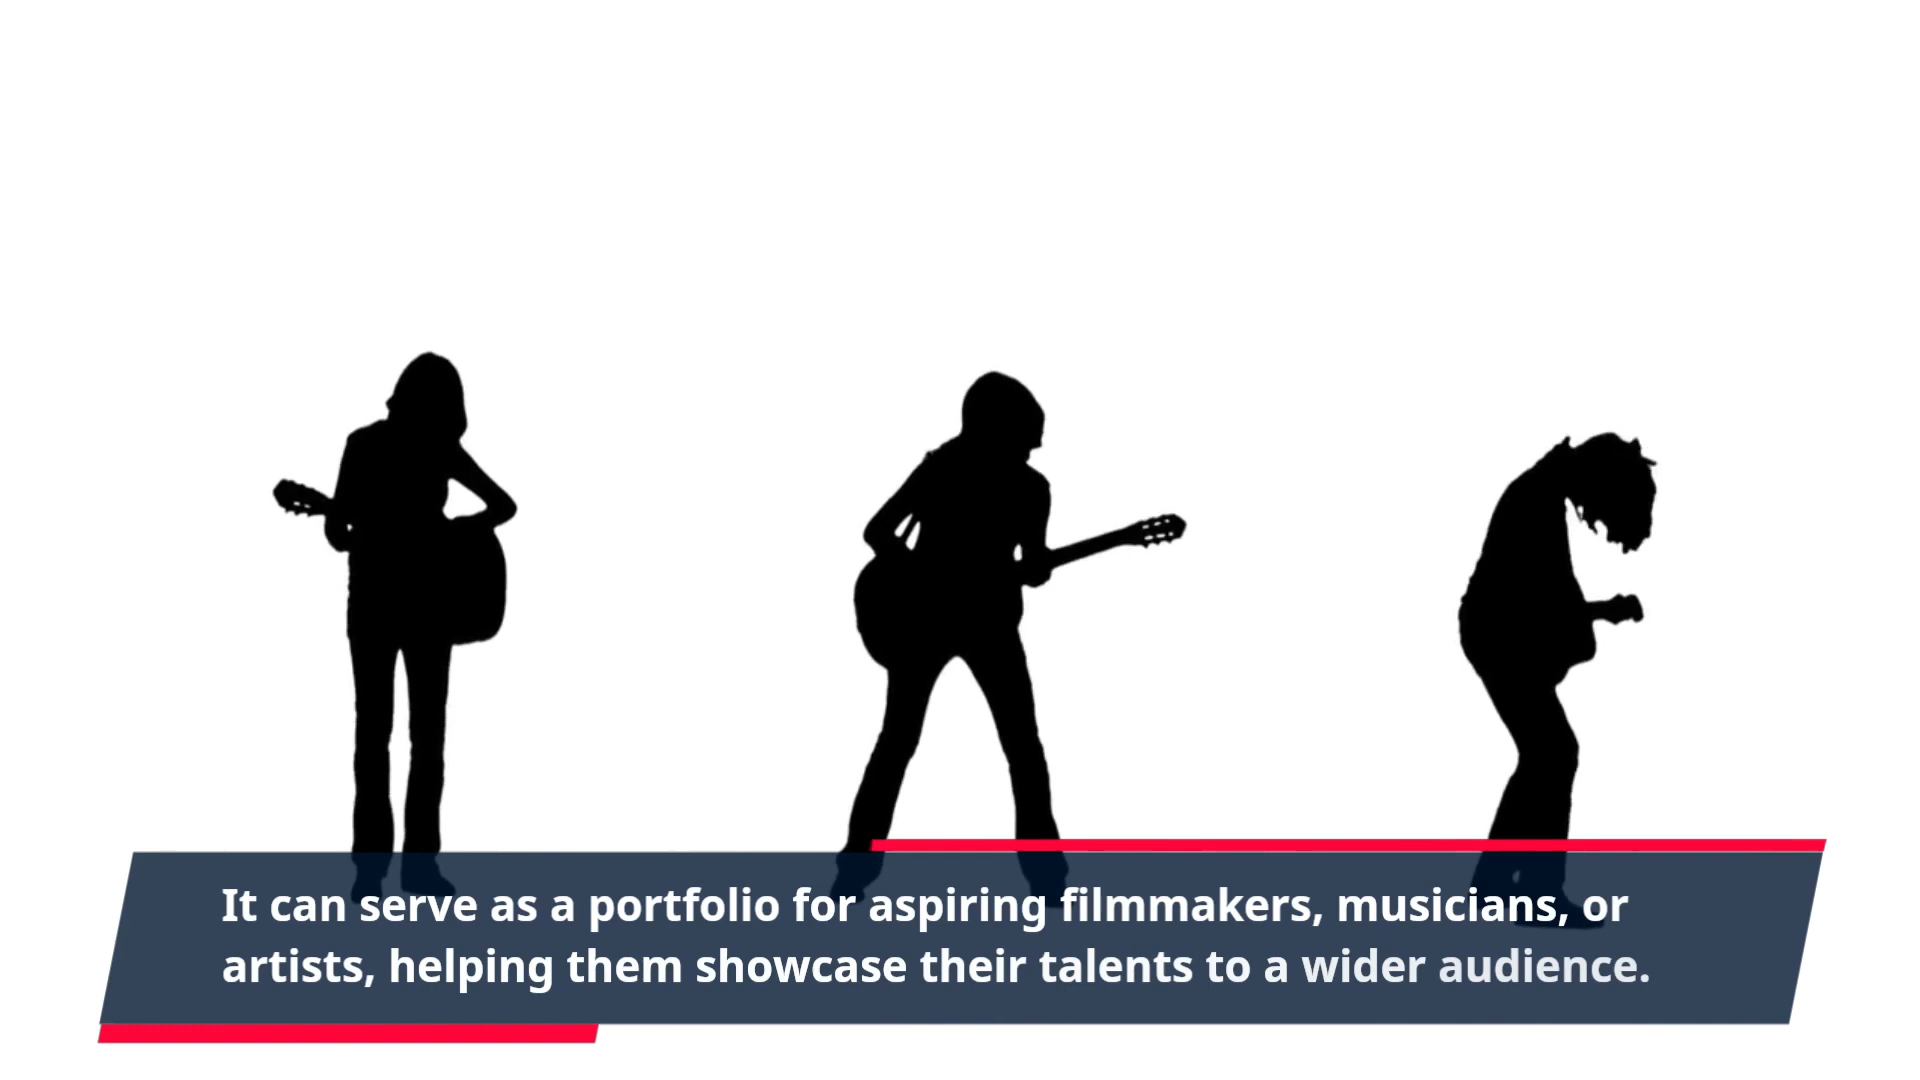 It can serve as a portfolio for aspiring filmmakers, musicians, or
artists, helping them showcase their talents to a wider audience.